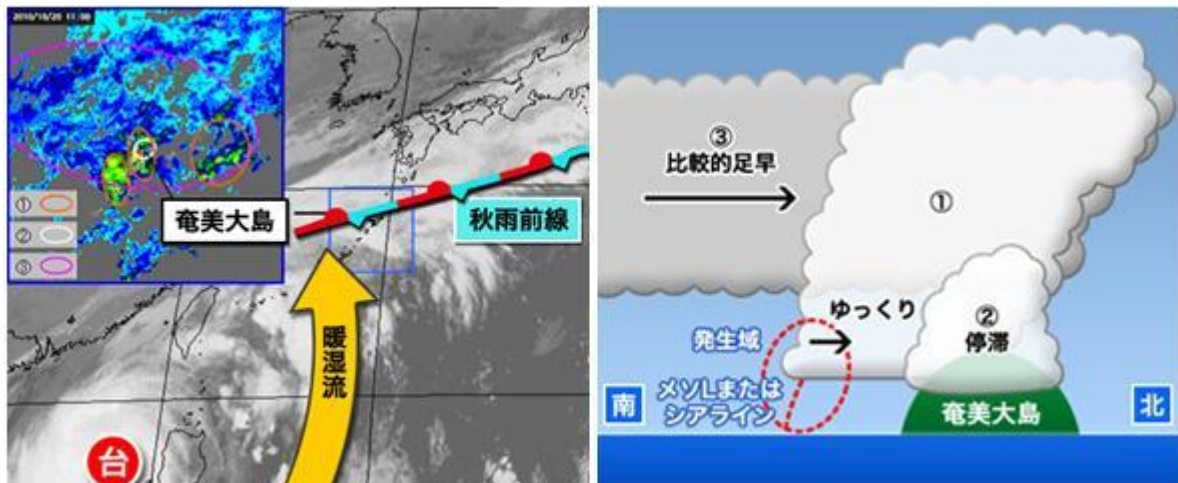 2010/10/20 11:00
①
②
③
奄美大島
秋雨前線
暖湿流
台
③
比較的足早
①
ゆっくり
②
停滞
発生域
メソLまたは
シアライン
南
奄美大島
北